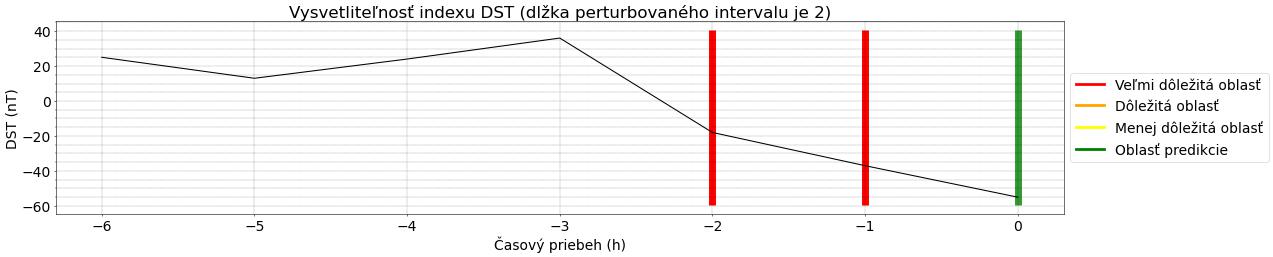 Vysvetliteľnosť indexu DST (dĺžka perturbovaného intervalu je 2)
DST (nT)
40
20
0
−20
−40
−60
−6
−5
−4
−3
−2
−1
0
Časový priebeh (h)
Veľmi dôležitá oblasť
Dôležitá oblasť
Menej dôležitá oblasť
Oblasť predikcie